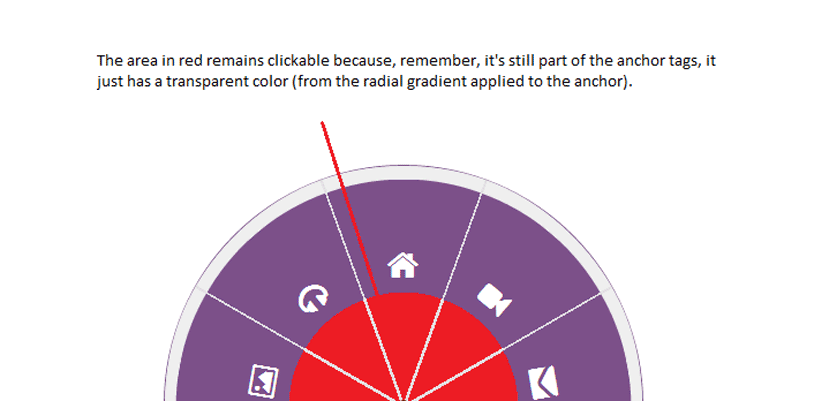 The area in red remains clickable because, remember, it's still part of the anchor tags, it
just has a transparent color (from the radial gradient applied to the anchor).